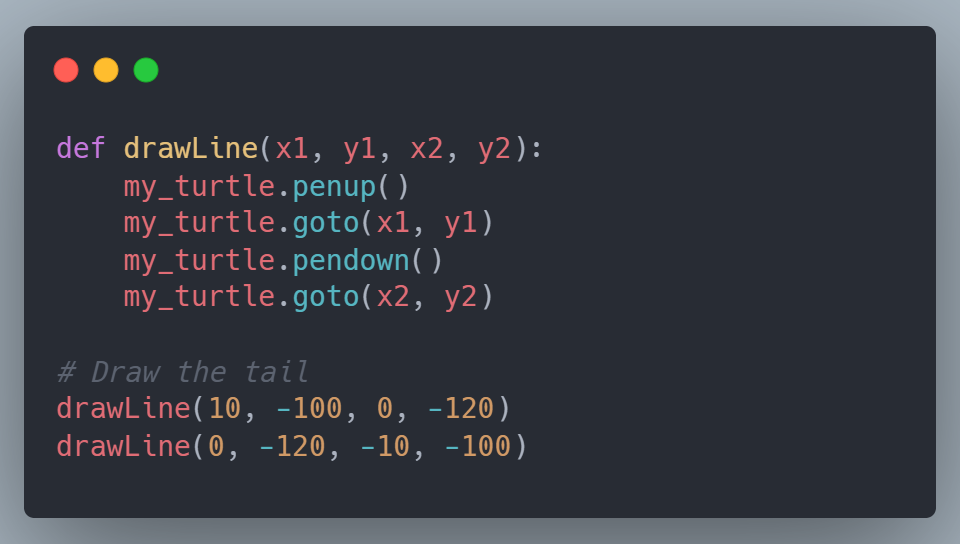 def drawLine(x1, y1, x2, y2):
    my_turtle.penup()
    my_turtle.goto(x1, y1)
    my_turtle.pendown()
    my_turtle.goto(x2, y2)

# Draw the tail
drawLine(10, -100, 0, -120)
drawLine(0, -120, -10, -100)